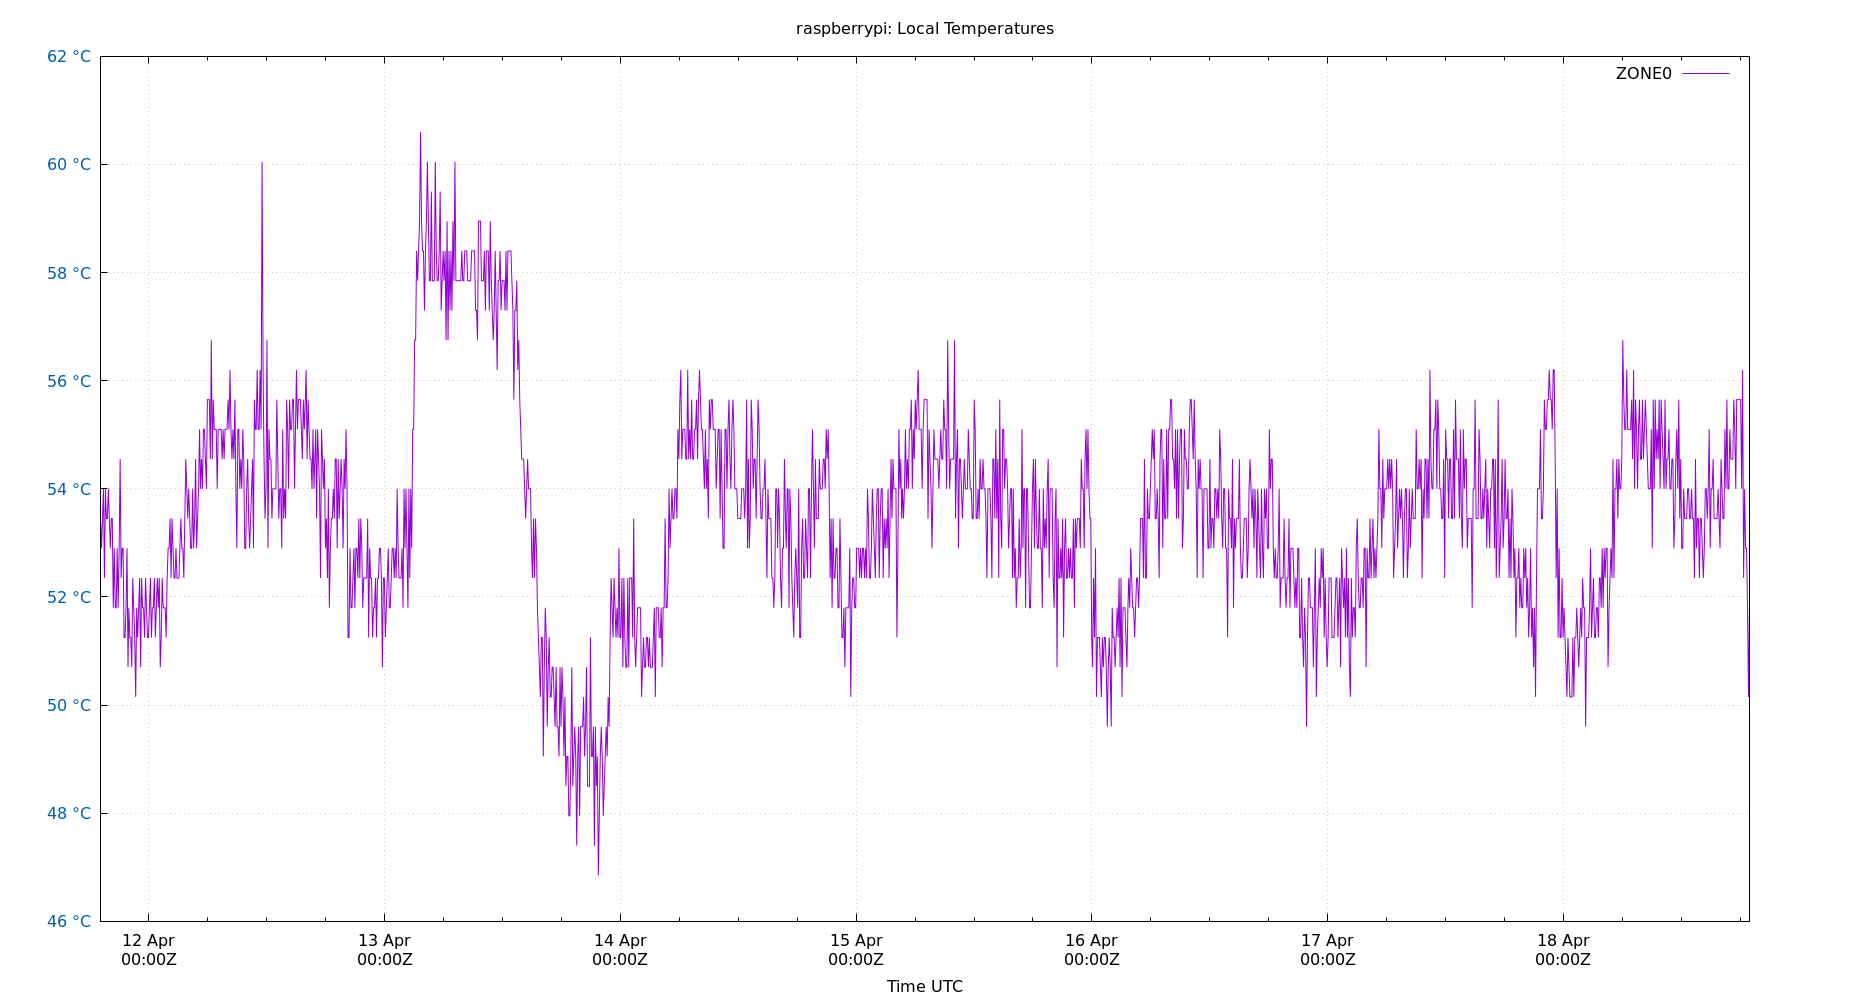 raspberrypi: Local Temperatures
62 °C
ZONE0
60 °C
58 °C
56 °C
54 °C
52 °C
50 °C
48 °C
46 °C
12 Apr 13 Apr 14 Apr 15 Apr 16 Apr 17 Apr 18 Apr
00:00Z 00:00Z 00:00Z 00:00Z 00:00Z 00:00Z 00:00Z
Time UTC